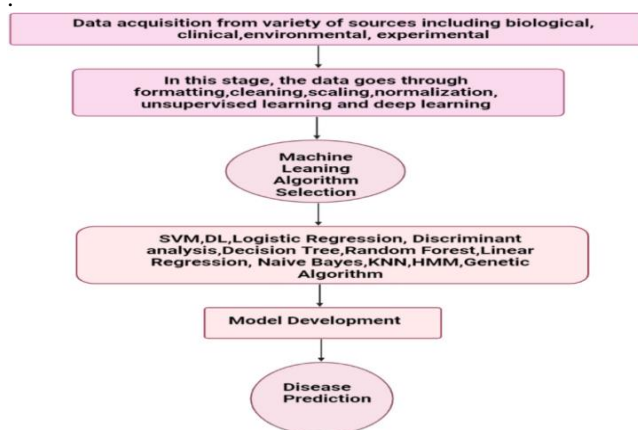 Data acquisition from variety of sources including biological,
clinical,environmental, experimental
In this stage, the data goes through
formatting,cleaning,scaling,normalization,
unsupervised learning and deep learning
Machine
Leaning
Algorithm
Selection
SVM,DL,Logistic Regression, Discriminant
analysis,Decision Tree,Random Forest,Linear
Regression, Naive Bayes,KNN,HMM,Genetic
Algorithm
Model Development
Disease
Prediction